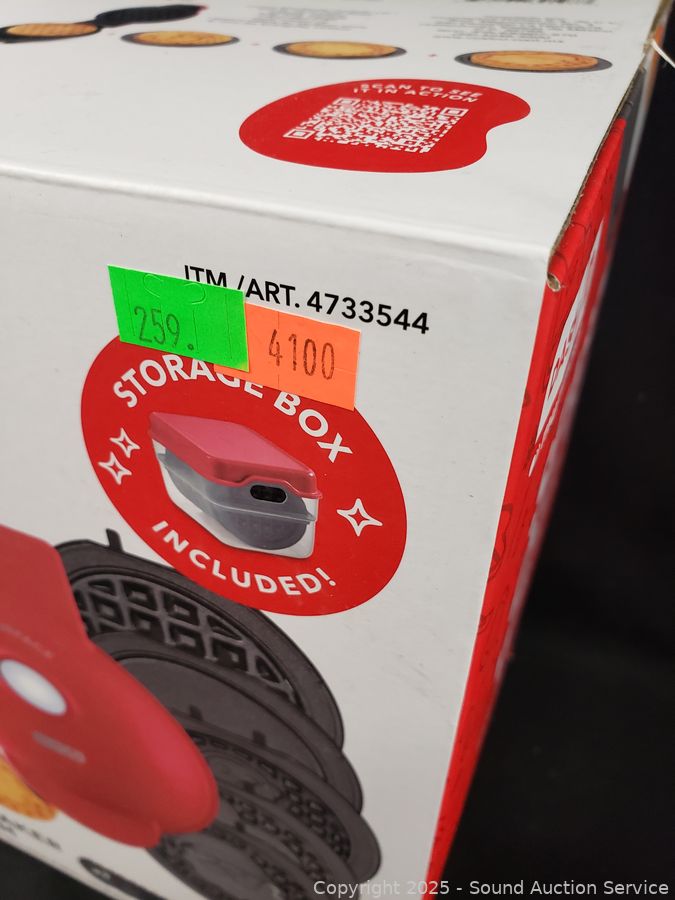 SCAN TO SEE
IT IN ACTION
ITM /ART. 4733544
259.
4100
STORAGE BOX
INCLUDED!
Copyright 2025 - Sound Auction Service